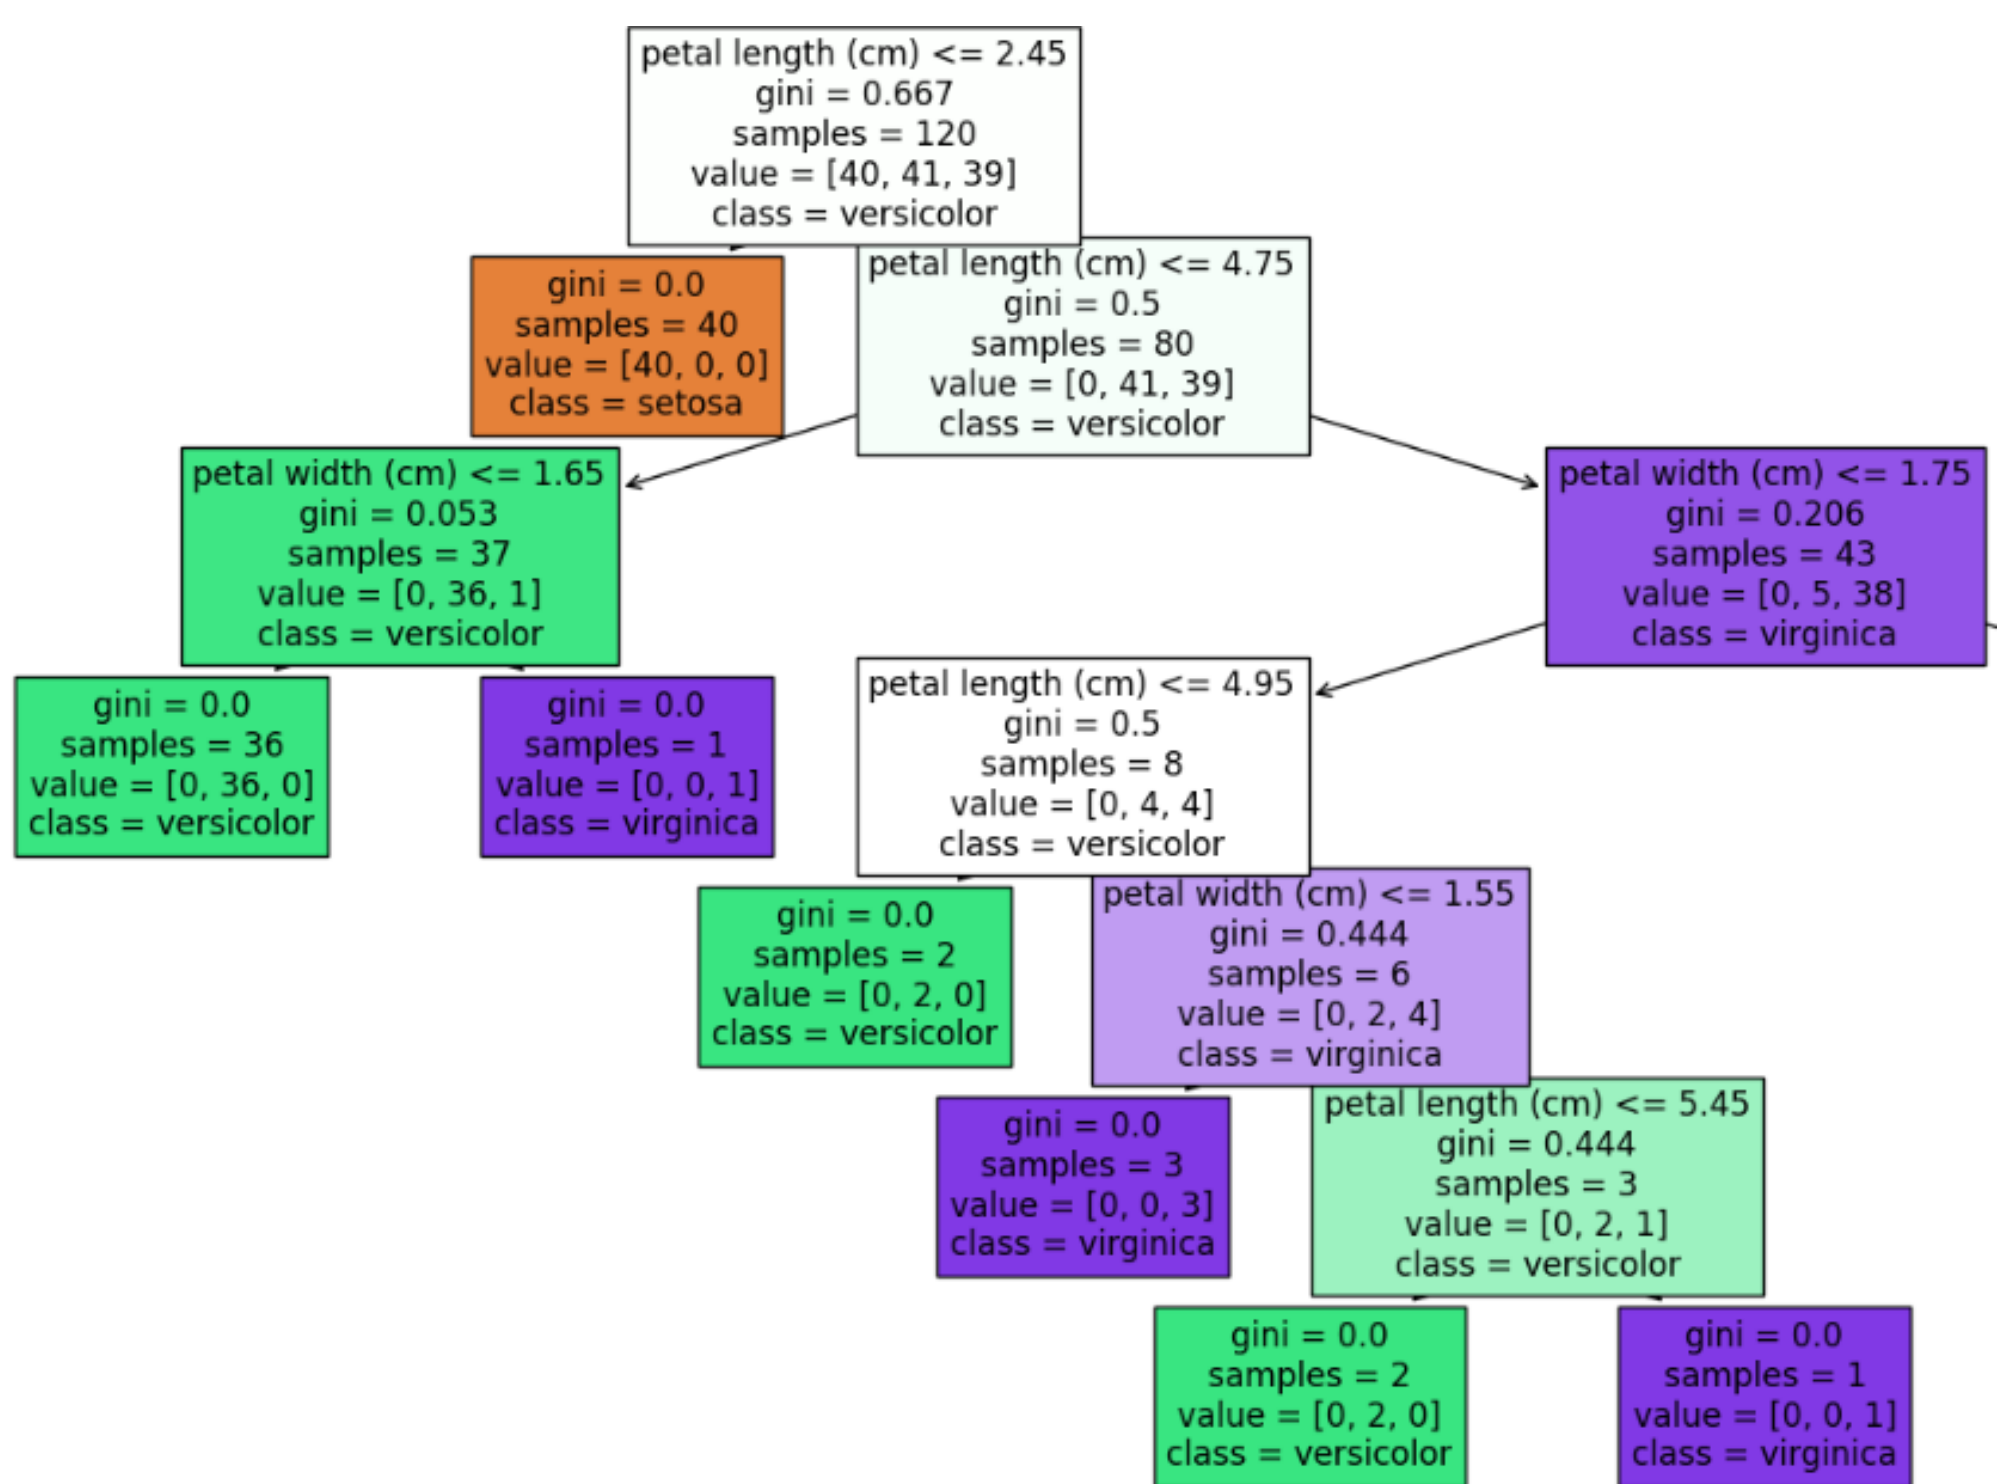 petal length (cm) <= 2.45
gini = 0.667
samples = 120
value = [40, 41, 39]
class = versicolor
gini = 0.0
samples = 40
value = [40, 0, 0]
class = setosa
petal length (cm) <= 4.75
gini = 0.5
samples = 80
value = [0, 41, 39]
class = versicolor
petal width (cm) <= 1.65
gini = 0.053
samples = 37
value = [0, 36, 1]
class = versicolor
petal width (cm) <= 1.75
gini = 0.206
samples = 43
value = [0, 5, 38]
class = virginica
gini = 0.0
samples = 36
value = [0, 36, 0]
class = versicolor
gini = 0.0
samples = 1
value = [0, 0, 1]
class = virginica
petal length (cm) <= 4.95
gini = 0.5
samples = 8
value = [0, 4, 4]
class = versicolor
gini = 0.0
samples = 2
value = [0, 2, 0]
class = versicolor
petal width (cm) <= 1.55
gini = 0.444
samples = 6
value = [0, 2, 4]
class = virginica
gini = 0.0
samples = 3
value = [0, 0, 3]
class = virginica
petal length (cm) <= 5.45
gini = 0.444
samples = 3
value = [0, 2, 1]
class = versicolor
gini = 0.0
samples = 2
value = [0, 2, 0]
class = versicolor
gini = 0.0
samples = 1
value = [0, 0, 1]
class = virginica